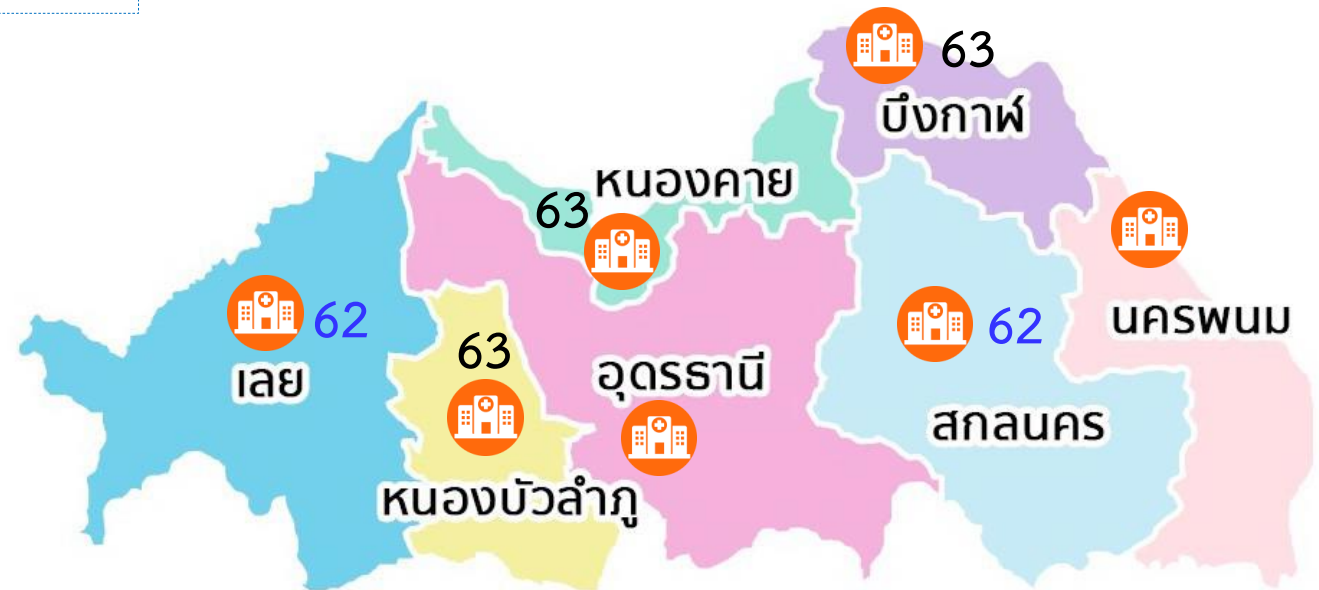 63
บึงกาฬ
หนองคาย
63
62
เลย
63
หนองบัวลำภู
อุดรธานี
62
สกลนคร
นครพนม